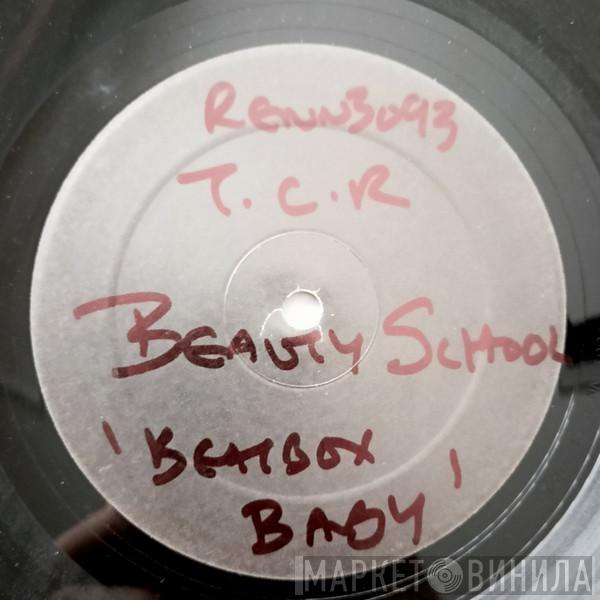 RENN3093
T.C.R
BEAUTY SCHOOL
'BEATBOX
BABY'
МАРКЕТ ВИНИЛА